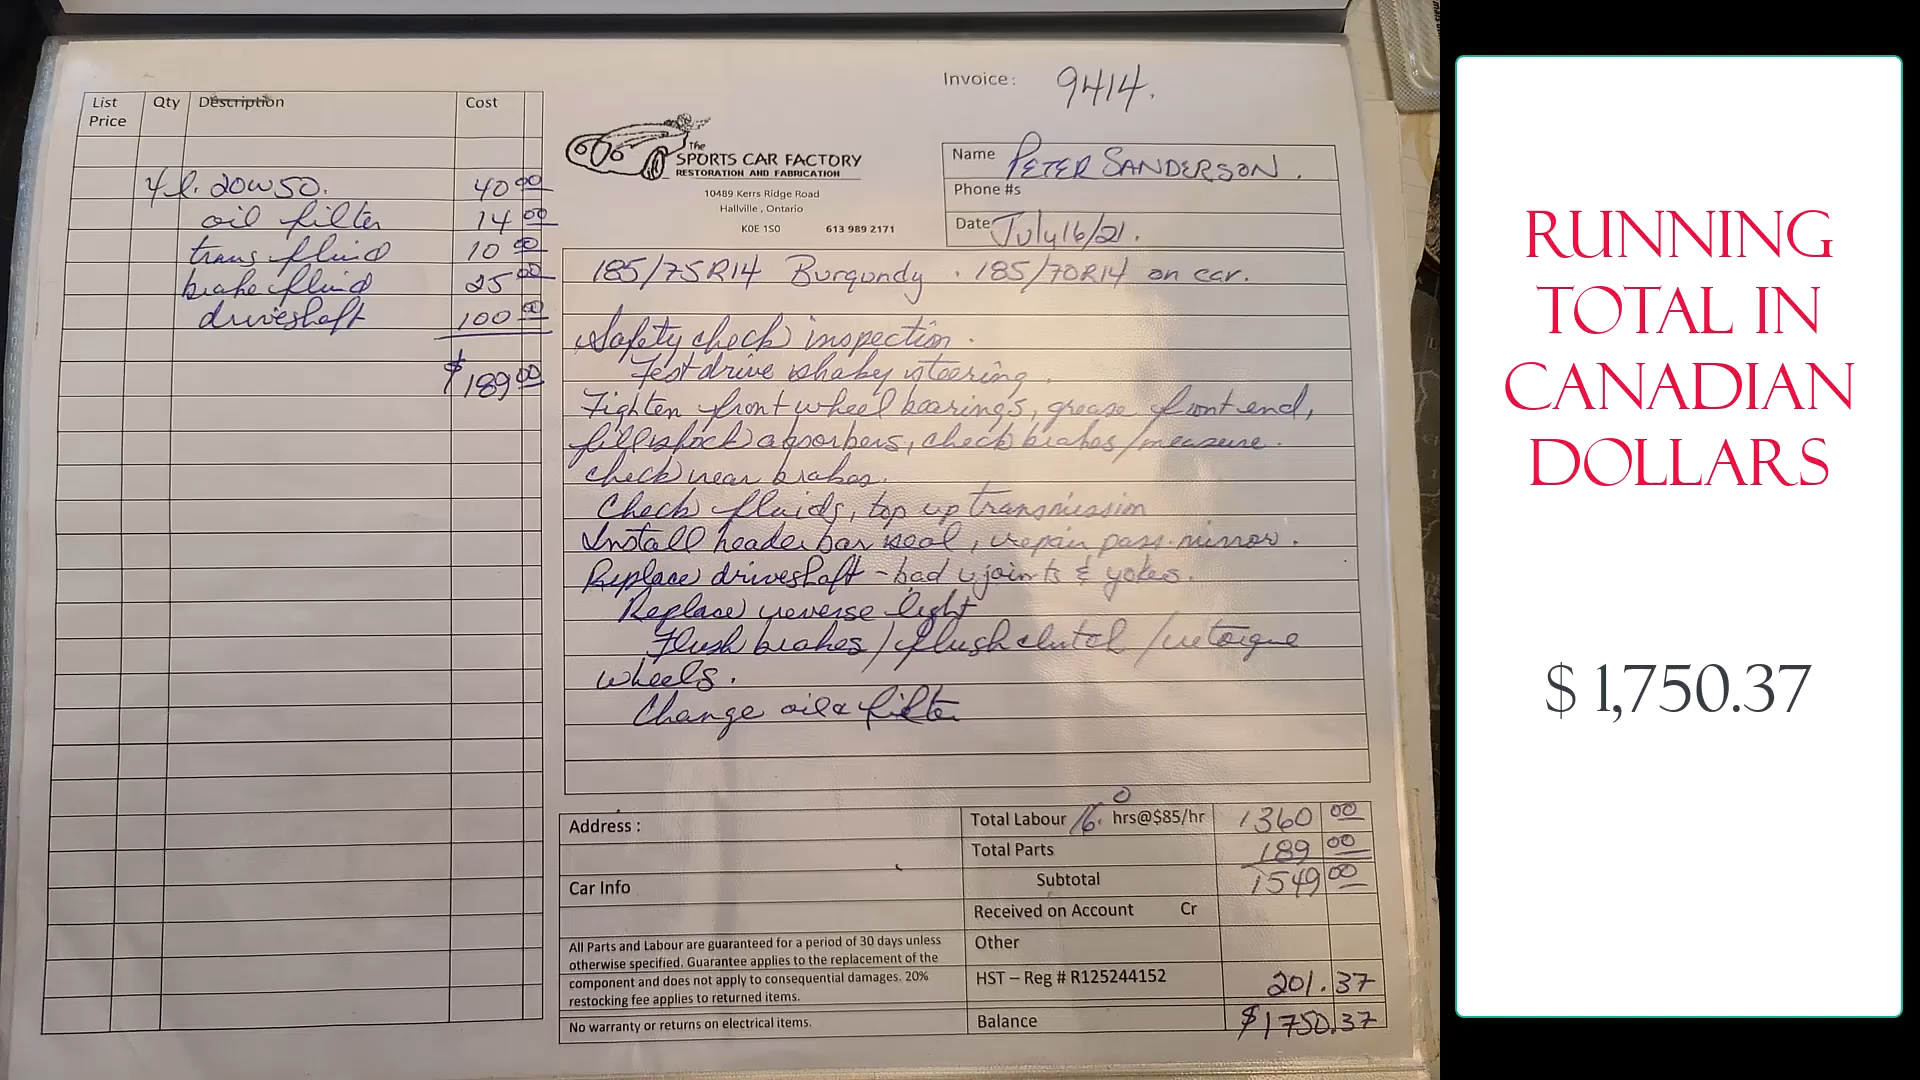 Invoice: 9414.
List Price Qty Description Cost
4 l. 20W50. 40 00
oil filter 14 00
trans fluid 10 00
brake fluid 25 00
driveshaft 100 00
$189 00
The
SPORTS CAR FACTORY
RESTORATION AND FABRICATION
10489 Kerrs Ridge Road
Hallville, Ontario
K0E 1S0 613 989 2171
Name PETER SANDERSON.
Phone #s
Date July 16/21.
185/75R14 Burgundy. 185/70R14 on car.
Safety check inspection.
Test drive shaky steering.
Tighten front wheel bearings, grease front end,
fill shock absorbers, check brakes/measure.
check rear brakes.
Check fluids, top up transmission
Install header bar seal, repair pass. mirror.
Replace driveshaft - bad u joints & yokes.
Replace reverse light
Flush brakes / flush clutch / retorque
wheels.
Change oil & filter
Address :
Car Info
All Parts and Labour are guaranteed for a period of 30 days unless
otherwise specified. Guarantee applies to the replacement of the
component and does not apply to consequential damages. 20%
restocking fee applies to returned items.
No warranty or returns on electrical items.
Total Labour 16.0 hrs@$85/hr 1360 00
Total Parts 189 00
Subtotal 1549 00
Received on Account Cr
Other
HST – Reg # R125244152 201.37
Balance $1750.37
RUNNING
TOTAL IN
CANADIAN
DOLLARS
$ 1,750.37